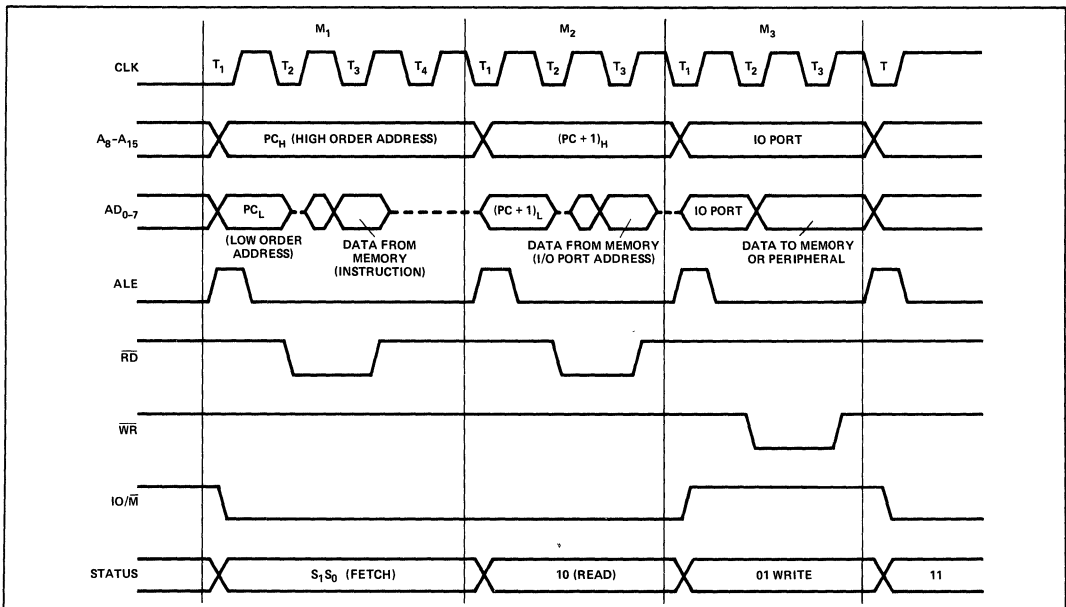 M1 M2 M3
CLK T1 T2 T3 T4 T1 T2 T3 T1 T2 T3 T
A8–A15 PCH (HIGH ORDER ADDRESS) (PC + 1)H IO PORT
AD0–7 PCL (PC + 1)L IO PORT
(LOW ORDER
ADDRESS)
DATA FROM
MEMORY
(INSTRUCTION)
DATA FROM MEMORY
(I/O PORT ADDRESS)
DATA TO MEMORY
OR PERIPHERAL
ALE
R̅D̅
W̅R̅
IO/M̅
STATUS S1S0 (FETCH) 10 (READ) 01 WRITE 11